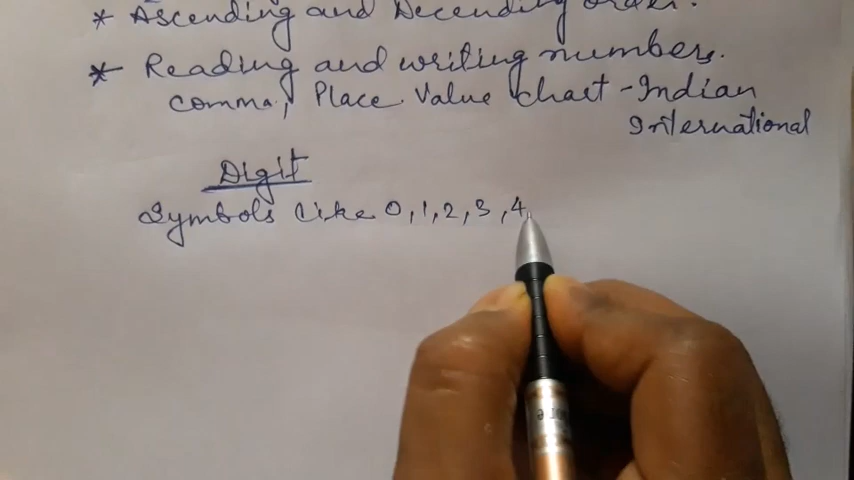 * Ascending and Decending order.
* Reading and writing numbers.
comma, Place Value chart - Indian
International
Digit
Symbols like 0,1,2,3,4